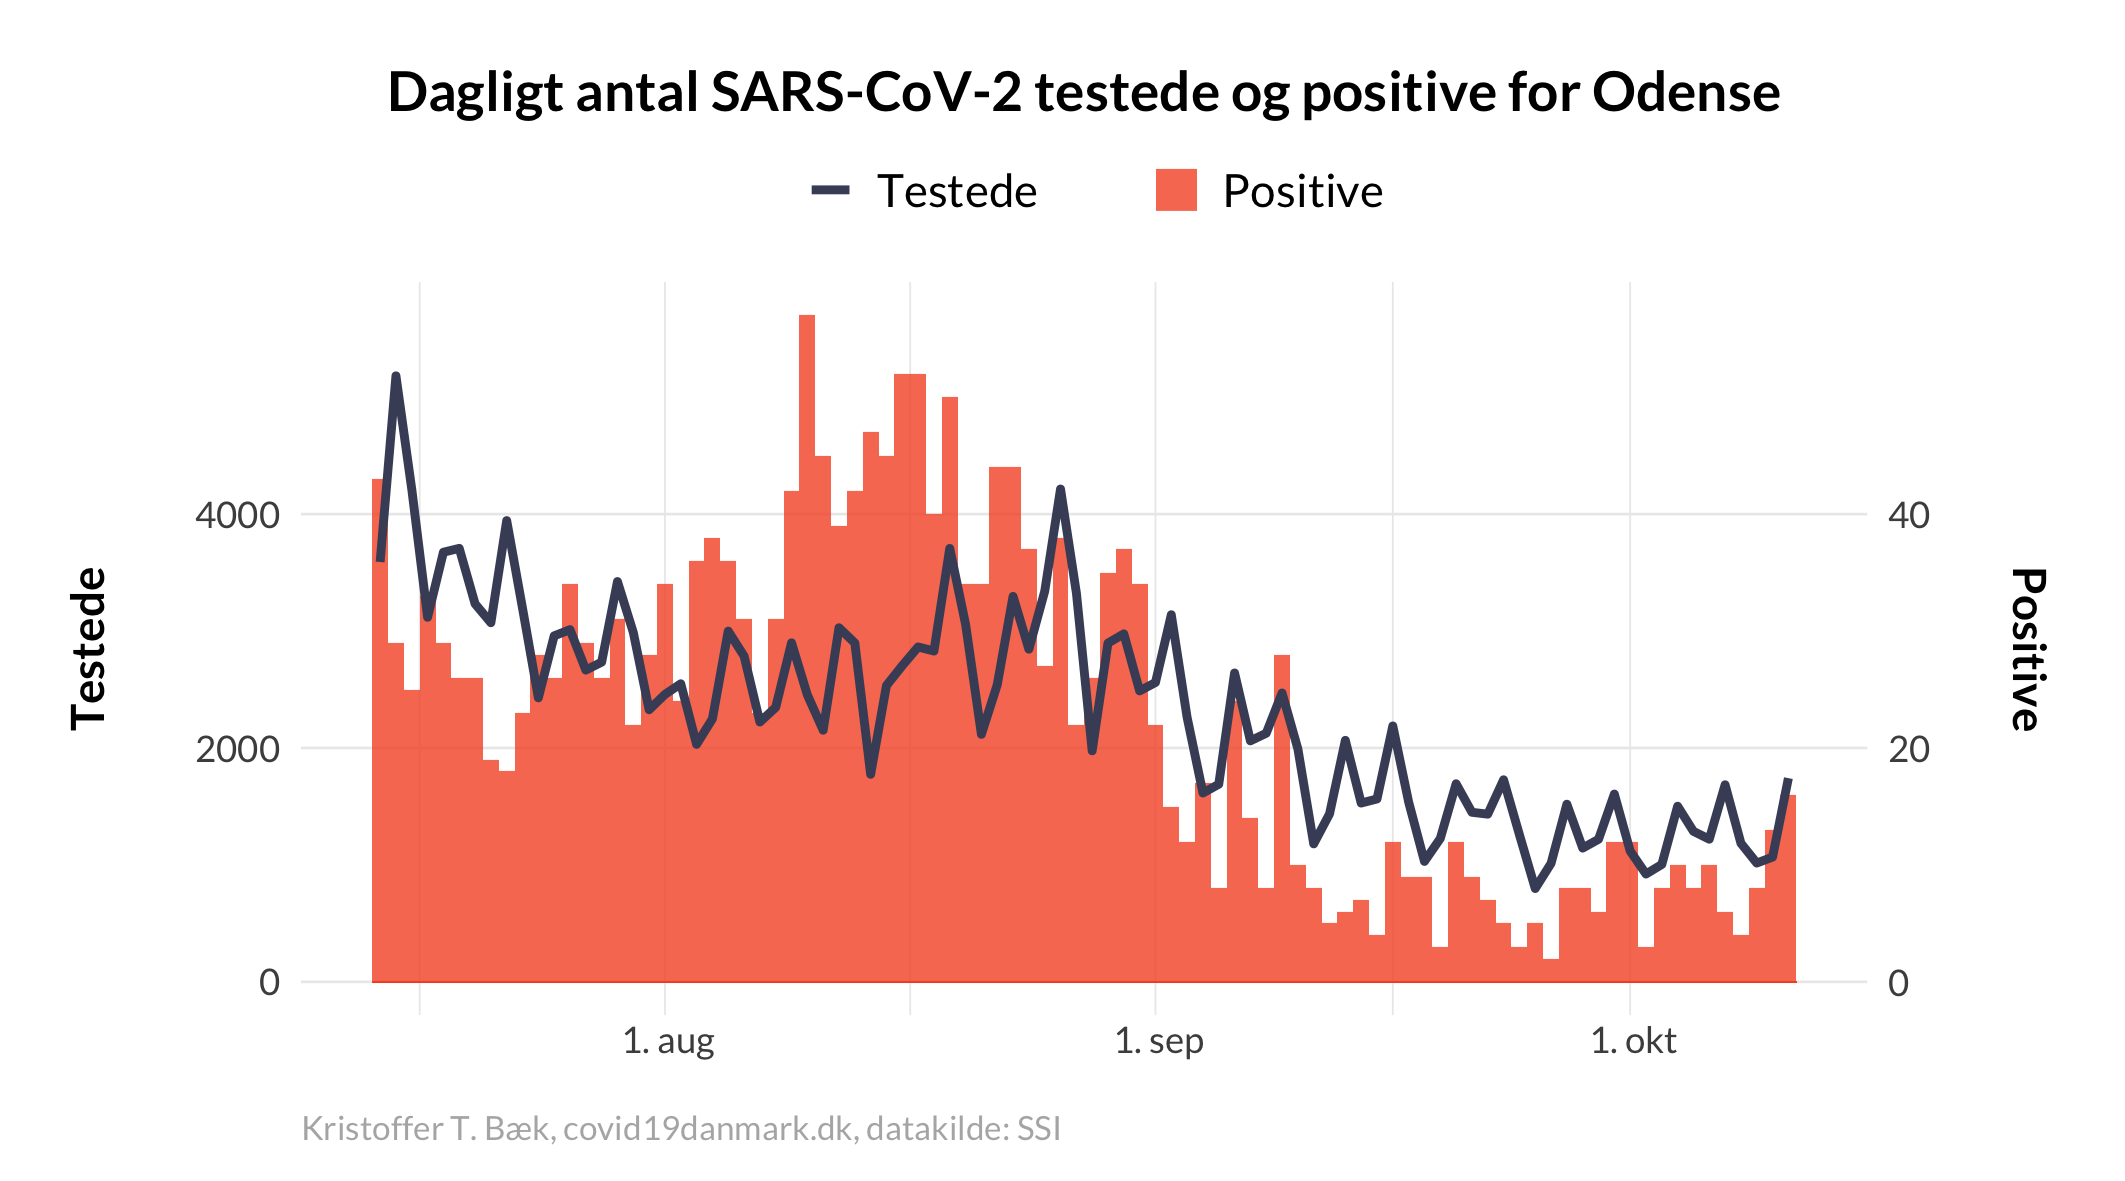 Dagligt antal SARS-CoV-2 testede og positive for Odense
Testede
Positive
4000
2000
0
Testede
40
20
0
Positive
1. aug
1. sep
1. okt
Kristoffer T. Bæk, covid19danmark.dk, datakilde: SSI